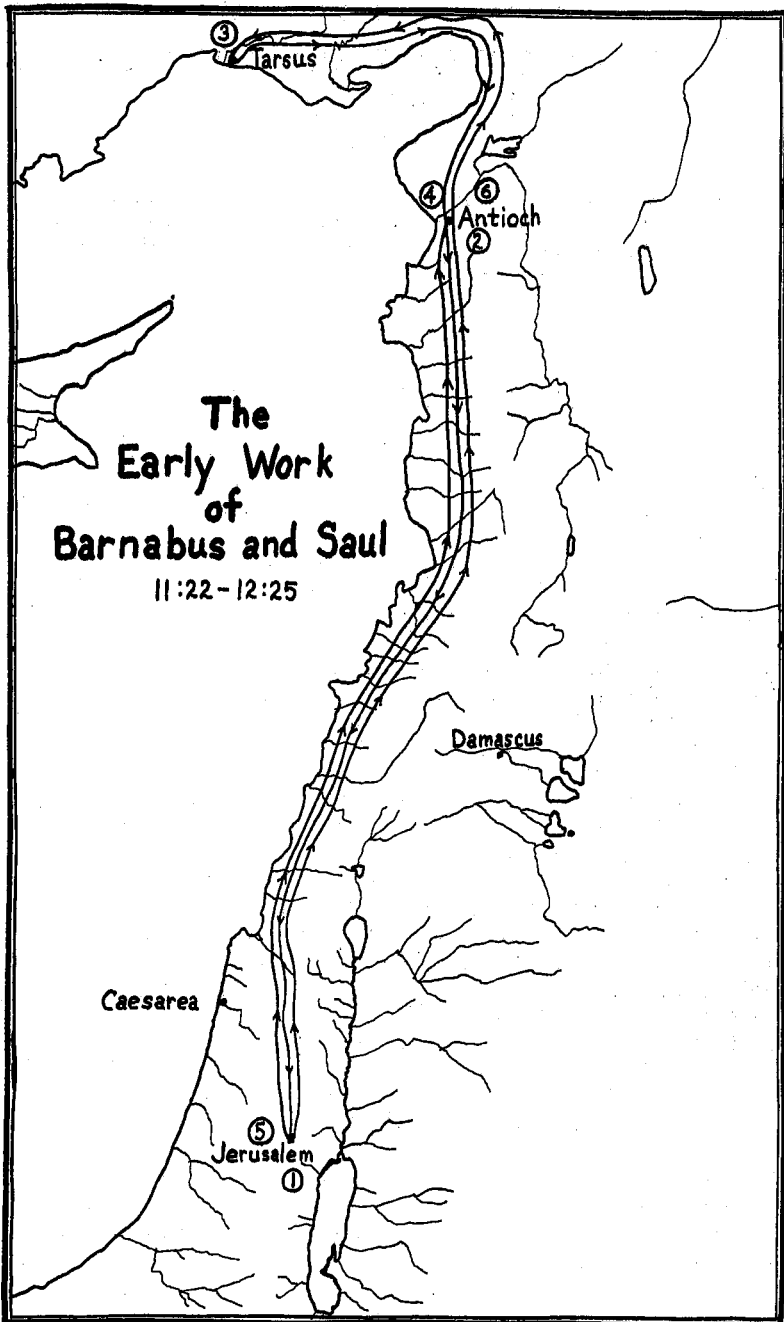 ③
Tarsus
④
⑥
Antioch
②
The
Early Work
of
Barnabus and Saul
11:22-12:25
Damascus
Caesarea
⑤
Jerusalem
①